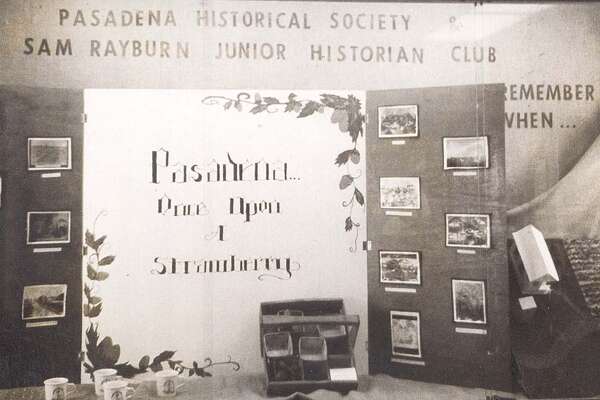 PASADENA HISTORICAL SOCIETY &
SAM RAYBURN JUNIOR HISTORIAN CLUB
REMEMBER
WHEN ...
Pasadena...
Once Upon
A
Strawberry